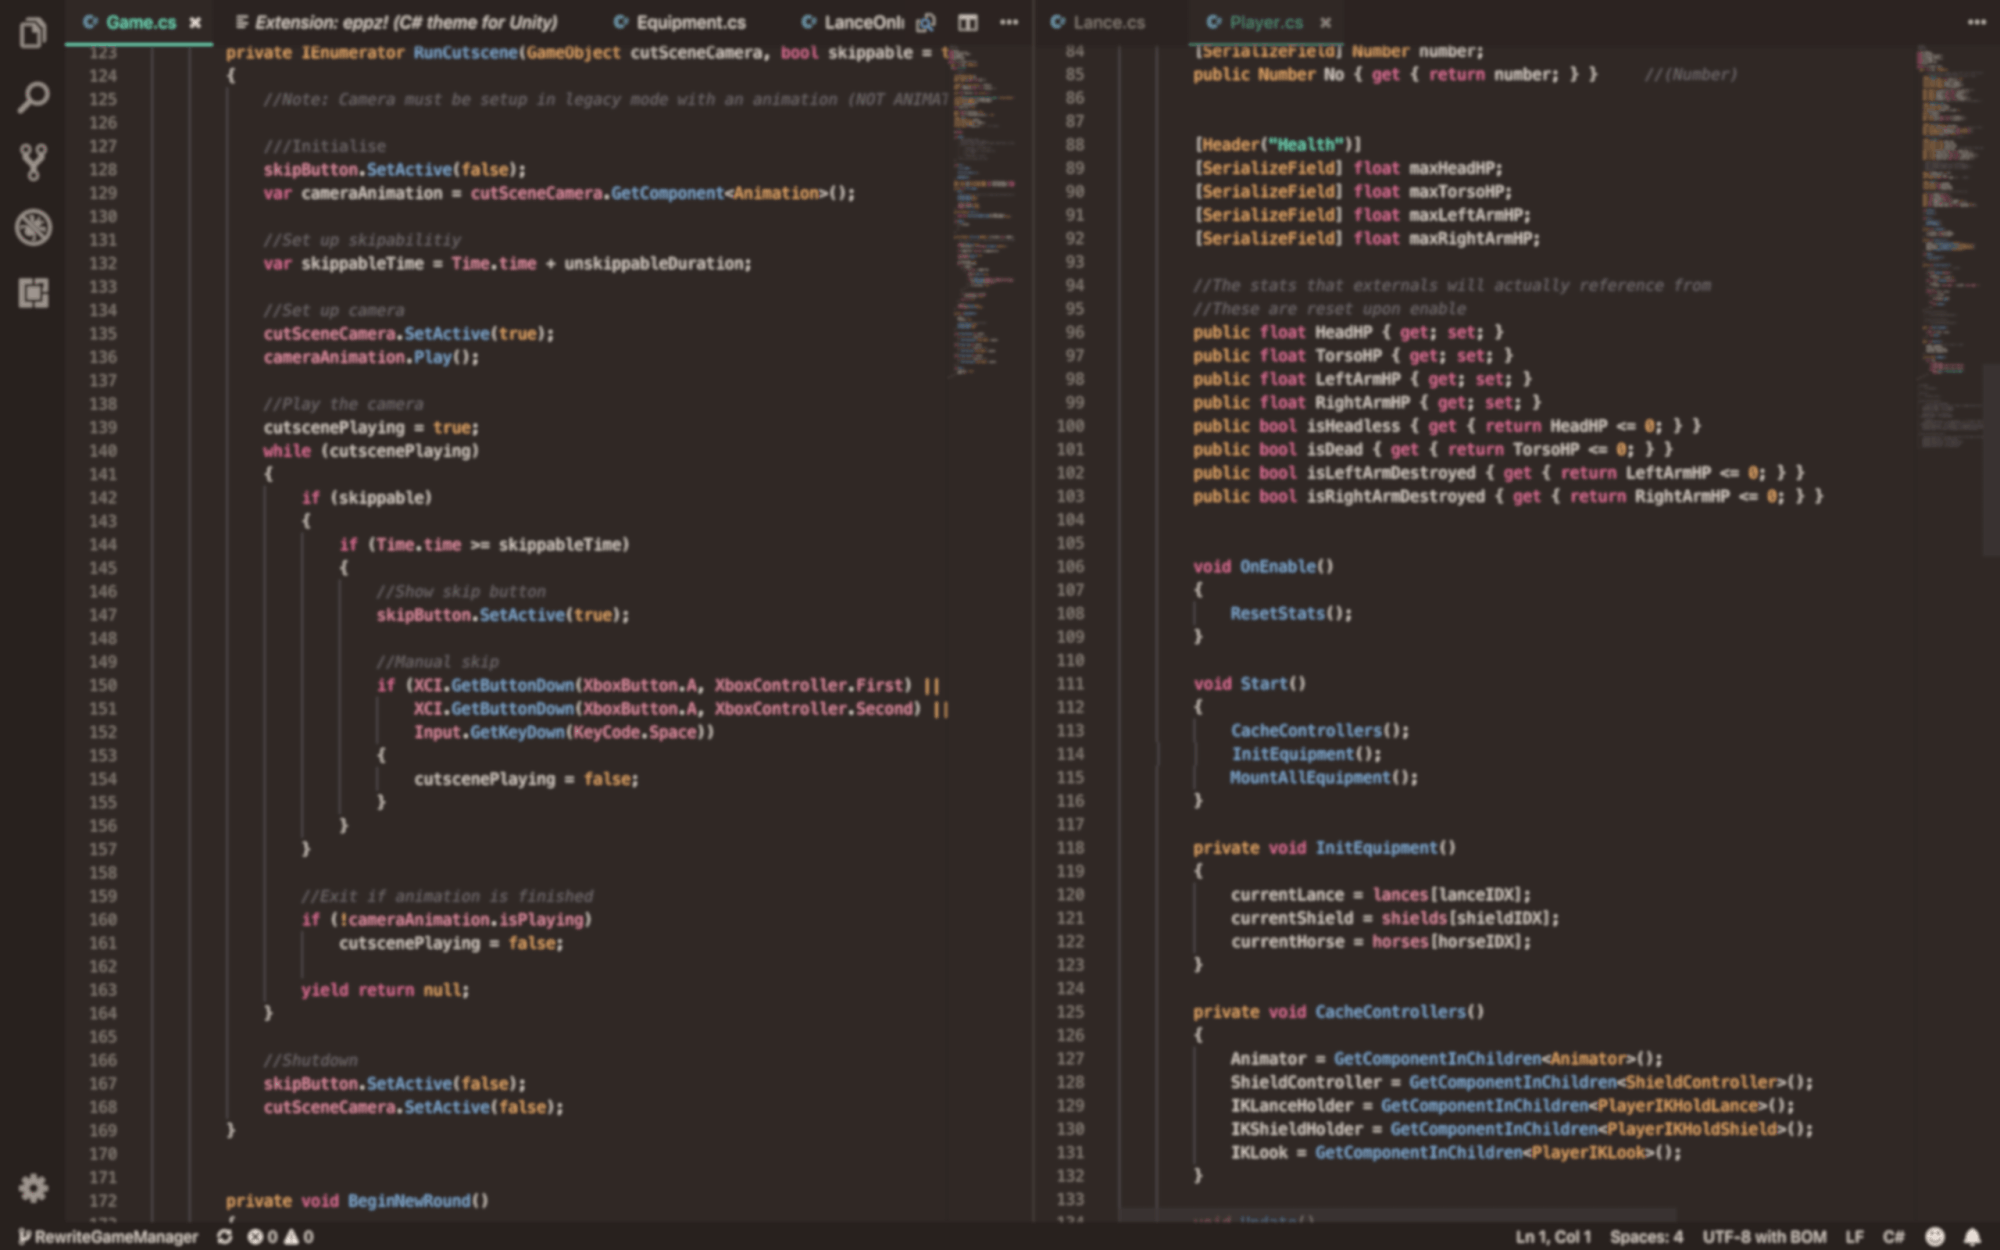 Game.cs
Extension: eppz! (C# theme for Unity)
Equipment.cs
LanceOnl
123 private IEnumerator RunCutscene(GameObject cutSceneCamera, bool skippable = t
124 {
125 //Note: Camera must be setup in legacy mode with an animation (NOT ANIMAT
126
127 ///Initialise
128 skipButton.SetActive(false);
129 var cameraAnimation = cutSceneCamera.GetComponent<Animation>();
130
131 //Set up skipabilitiy
132 var skippableTime = Time.time + unskippableDuration;
133
134 //Set up camera
135 cutSceneCamera.SetActive(true);
136 cameraAnimation.Play();
137
138 //Play the camera
139 cutscenePlaying = true;
140 while (cutscenePlaying)
141 {
142 if (skippable)
143 {
144 if (Time.time >= skippableTime)
145 {
146 //Show skip button
147 skipButton.SetActive(true);
148
149 //Manual skip
150 if (XCI.GetButtonDown(XboxButton.A, XboxController.First) ||
151 XCI.GetButtonDown(XboxButton.A, XboxController.Second) ||
152 Input.GetKeyDown(KeyCode.Space))
153 {
154 cutscenePlaying = false;
155 }
156 }
157 }
158
159 //Exit if animation is finished
160 if (!cameraAnimation.isPlaying)
161 cutscenePlaying = false;
162
163 yield return null;
164 }
165
166 //Shutdown
167 skipButton.SetActive(false);
168 cutSceneCamera.SetActive(false);
169 }
170
171
172 private void BeginNewRound()
173 {
Lance.cs
Player.cs
84 [SerializeField] Number number;
85 public Number No { get { return number; } } //(Number)
86
87
88 [Header("Health")]
89 [SerializeField] float maxHeadHP;
90 [SerializeField] float maxTorsoHP;
91 [SerializeField] float maxLeftArmHP;
92 [SerializeField] float maxRightArmHP;
93
94 //The stats that externals will actually reference from
95 //These are reset upon enable
96 public float HeadHP { get; set; }
97 public float TorsoHP { get; set; }
98 public float LeftArmHP { get; set; }
99 public float RightArmHP { get; set; }
100 public bool isHeadless { get { return HeadHP <= 0; } }
101 public bool isDead { get { return TorsoHP <= 0; } }
102 public bool isLeftArmDestroyed { get { return LeftArmHP <= 0; } }
103 public bool isRightArmDestroyed { get { return RightArmHP <= 0; } }
104
105
106 void OnEnable()
107 {
108 ResetStats();
109 }
110
111 void Start()
112 {
113 CacheControllers();
114 InitEquipment();
115 MountAllEquipment();
116 }
117
118 private void InitEquipment()
119 {
120 currentLance = lances[lanceIDX];
121 currentShield = shields[shieldIDX];
122 currentHorse = horses[horseIDX];
123 }
124
125 private void CacheControllers()
126 {
127 Animator = GetComponentInChildren<Animator>();
128 ShieldController = GetComponentInChildren<ShieldController>();
129 IKLanceHolder = GetComponentInChildren<PlayerIKHoldLance>();
130 IKShieldHolder = GetComponentInChildren<PlayerIKHoldShield>();
131 IKLook = GetComponentInChildren<PlayerIKLook>();
132 }
133
134 void Update()
RewriteGameManager 0 0
Ln 1, Col 1 Spaces: 4 UTF-8 with BOM LF C#